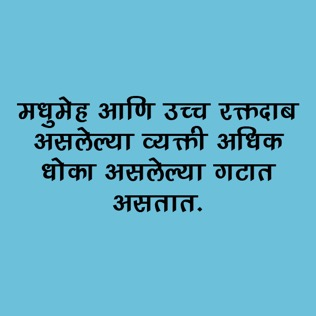 मधुमेह आणि उच्च रक्तदाब
असलेल्या व्यक्ती अधिक
धोका असलेल्या गटात
असतात.